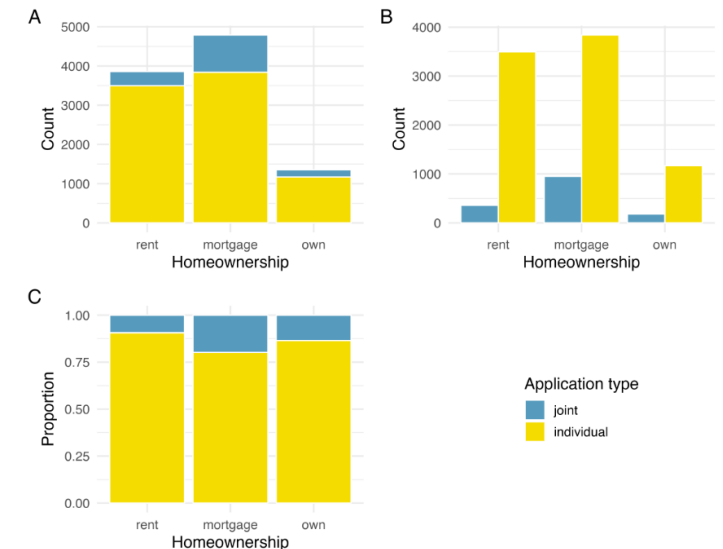 A
5000
4000
3000
2000
1000
0
Count
rent mortgage own
Homeownership
B
4000
3000
2000
1000
0
Count
rent mortgage own
Homeownership
C
1.00
0.75
0.50
0.25
0.00
Proportion
rent mortgage own
Homeownership
Application type
joint
individual